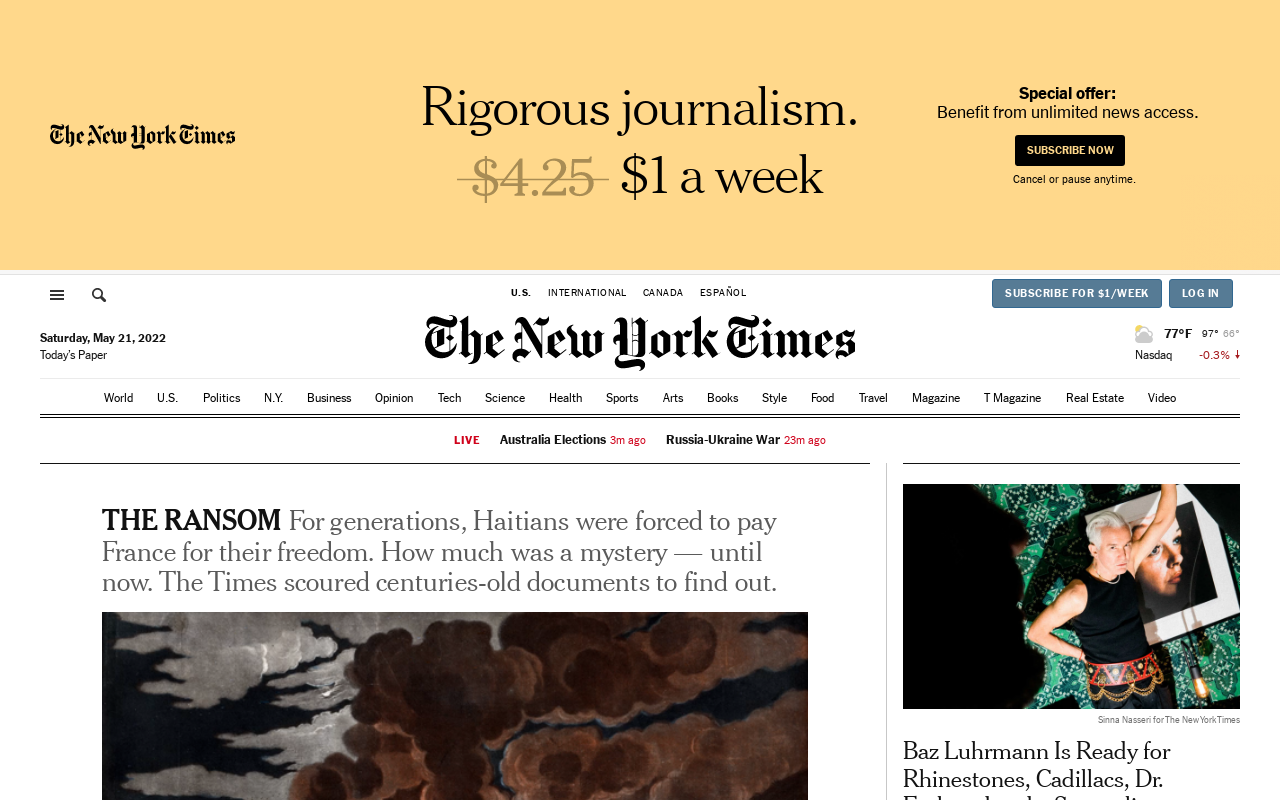 The New York Times
Rigorous journalism.
$4.25 $1 a week
Special offer:
Benefit from unlimited news access.
SUBSCRIBE NOW
Cancel or pause anytime.
U.S. INTERNATIONAL CANADA ESPAÑOL
SUBSCRIBE FOR $1/WEEK LOG IN
Saturday, May 21, 2022
Today's Paper
The New York Times
77°F 97° 66°
Nasdaq -0.3% ↓
World U.S. Politics N.Y. Business Opinion Tech Science Health Sports Arts Books Style Food Travel Magazine T Magazine Real Estate Video
LIVE Australia Elections 3m ago Russia-Ukraine War 23m ago
THE RANSOM For generations, Haitians were forced to pay
France for their freedom. How much was a mystery — until
now. The Times scoured centuries-old documents to find out.
Sinna Nasseri for The New York Times
Baz Luhrmann Is Ready for
Rhinestones, Cadillacs, Dr.